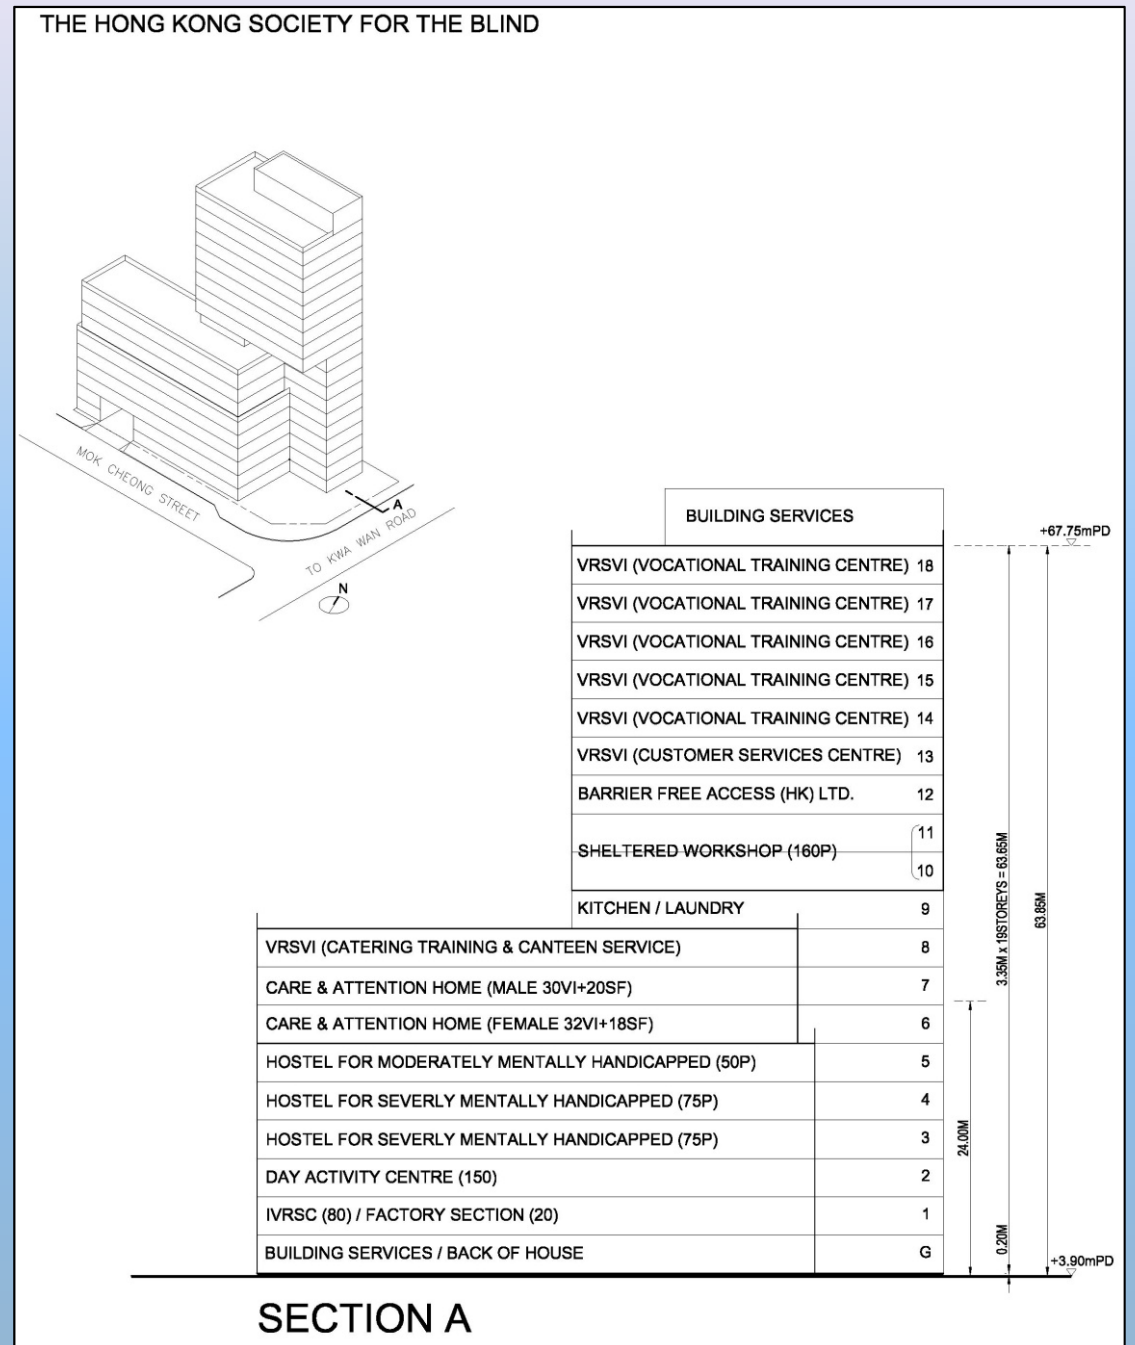 THE HONG KONG SOCIETY FOR THE BLIND
MOK CHEONG STREET
A
TO KWA WAN ROAD
N
BUILDING SERVICES
+67.75mPD
VRSVI (VOCATIONAL TRAINING CENTRE) 18
VRSVI (VOCATIONAL TRAINING CENTRE) 17
VRSVI (VOCATIONAL TRAINING CENTRE) 16
VRSVI (VOCATIONAL TRAINING CENTRE) 15
VRSVI (VOCATIONAL TRAINING CENTRE) 14
VRSVI (CUSTOMER SERVICES CENTRE) 13
BARRIER FREE ACCESS (HK) LTD. 12
11
SHELTERED WORKSHOP (160P)
10
KITCHEN / LAUNDRY 9
VRSVI (CATERING TRAINING & CANTEEN SERVICE) 8
CARE & ATTENTION HOME (MALE 30VI+20SF) 7
CARE & ATTENTION HOME (FEMALE 32VI+18SF) 6
HOSTEL FOR MODERATELY MENTALLY HANDICAPPED (50P) 5
HOSTEL FOR SEVERLY MENTALLY HANDICAPPED (75P) 4
HOSTEL FOR SEVERLY MENTALLY HANDICAPPED (75P) 3
DAY ACTIVITY CENTRE (150) 2
IVRSC (80) / FACTORY SECTION (20) 1
BUILDING SERVICES / BACK OF HOUSE G
24.00M
3.35M x 19STOREYS = 63.65M
0.20M
63.85M
+3.90mPD
SECTION A